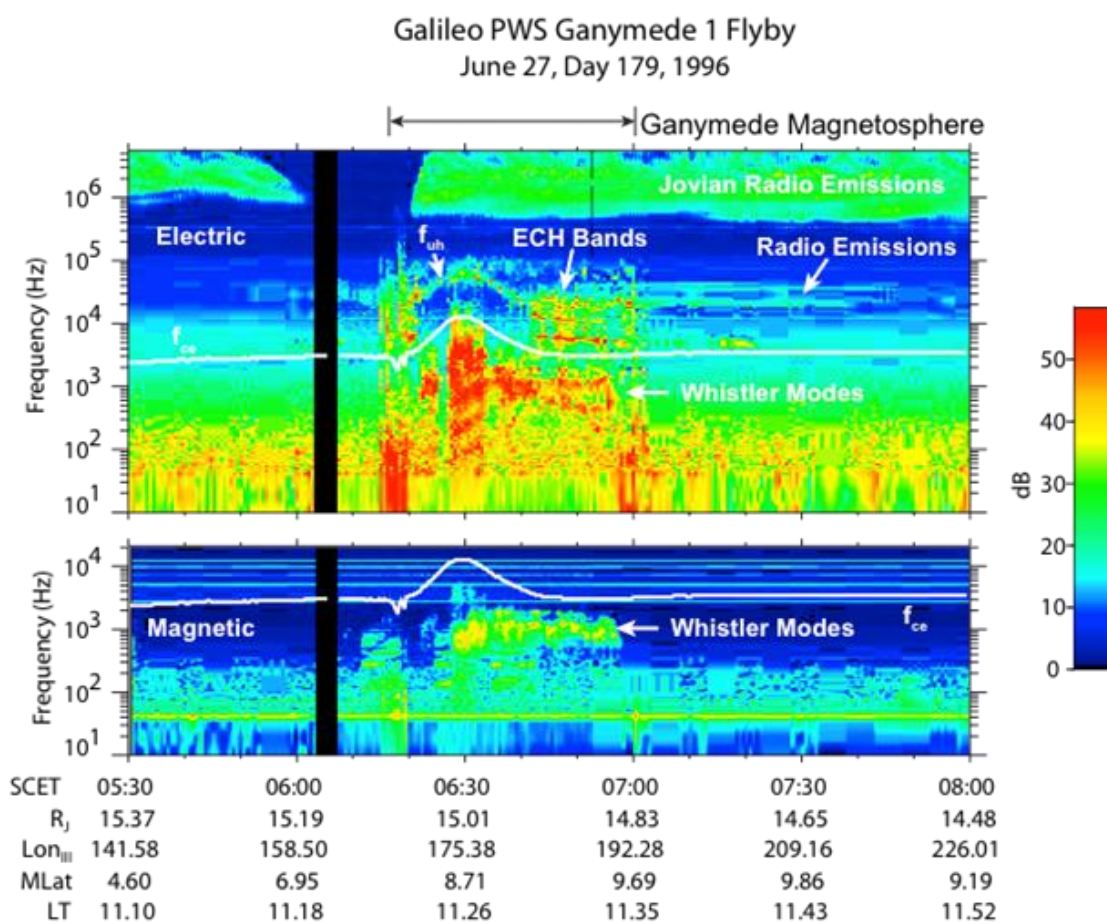 Galileo PWS Ganymede 1 Flyby
June 27, Day 179, 1996
Ganymede Magnetosphere
Jovian Radio Emissions
Electric
f_uh
ECH Bands
Radio Emissions
f_ce
Whistler Modes
Frequency (Hz)
10^6
10^5
10^4
10^3
10^2
10^1
Magnetic
Whistler Modes
f_ce
Frequency (Hz)
10^4
10^3
10^2
10^1
50
40
30
20
10
0
dB
SCET 05:30 06:00 06:30 07:00 07:30 08:00
R_J 15.37 15.19 15.01 14.83 14.65 14.48
Lon_III 141.58 158.50 175.38 192.28 209.16 226.01
MLat 4.60 6.95 8.71 9.69 9.86 9.19
LT 11.10 11.18 11.26 11.35 11.43 11.52